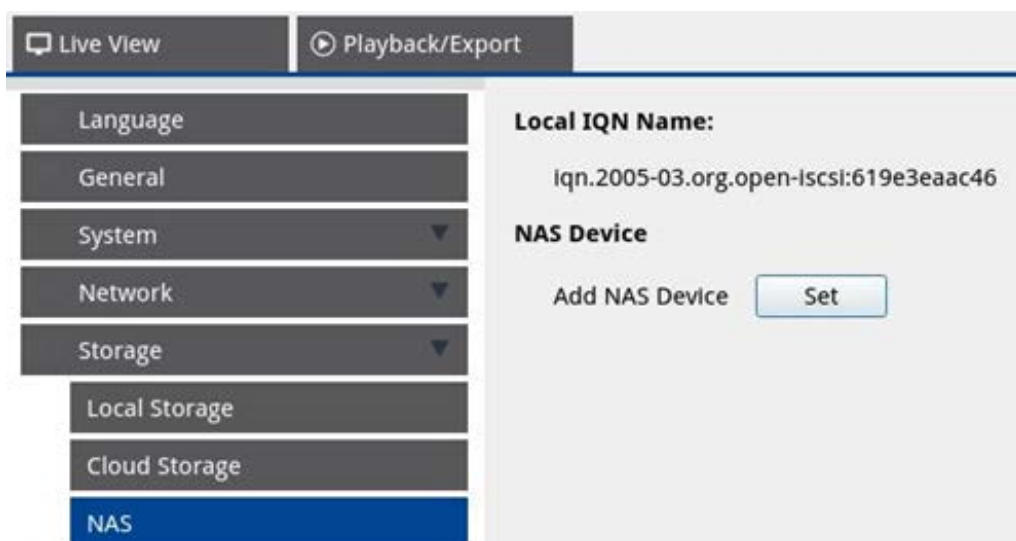 Live View
Playback/Export
Language
General
System
Network
Storage
Local Storage
Cloud Storage
NAS
Local IQN Name:
iqn.2005-03.org.open-iscsi:619e3eaac46
NAS Device
Add NAS Device
Set